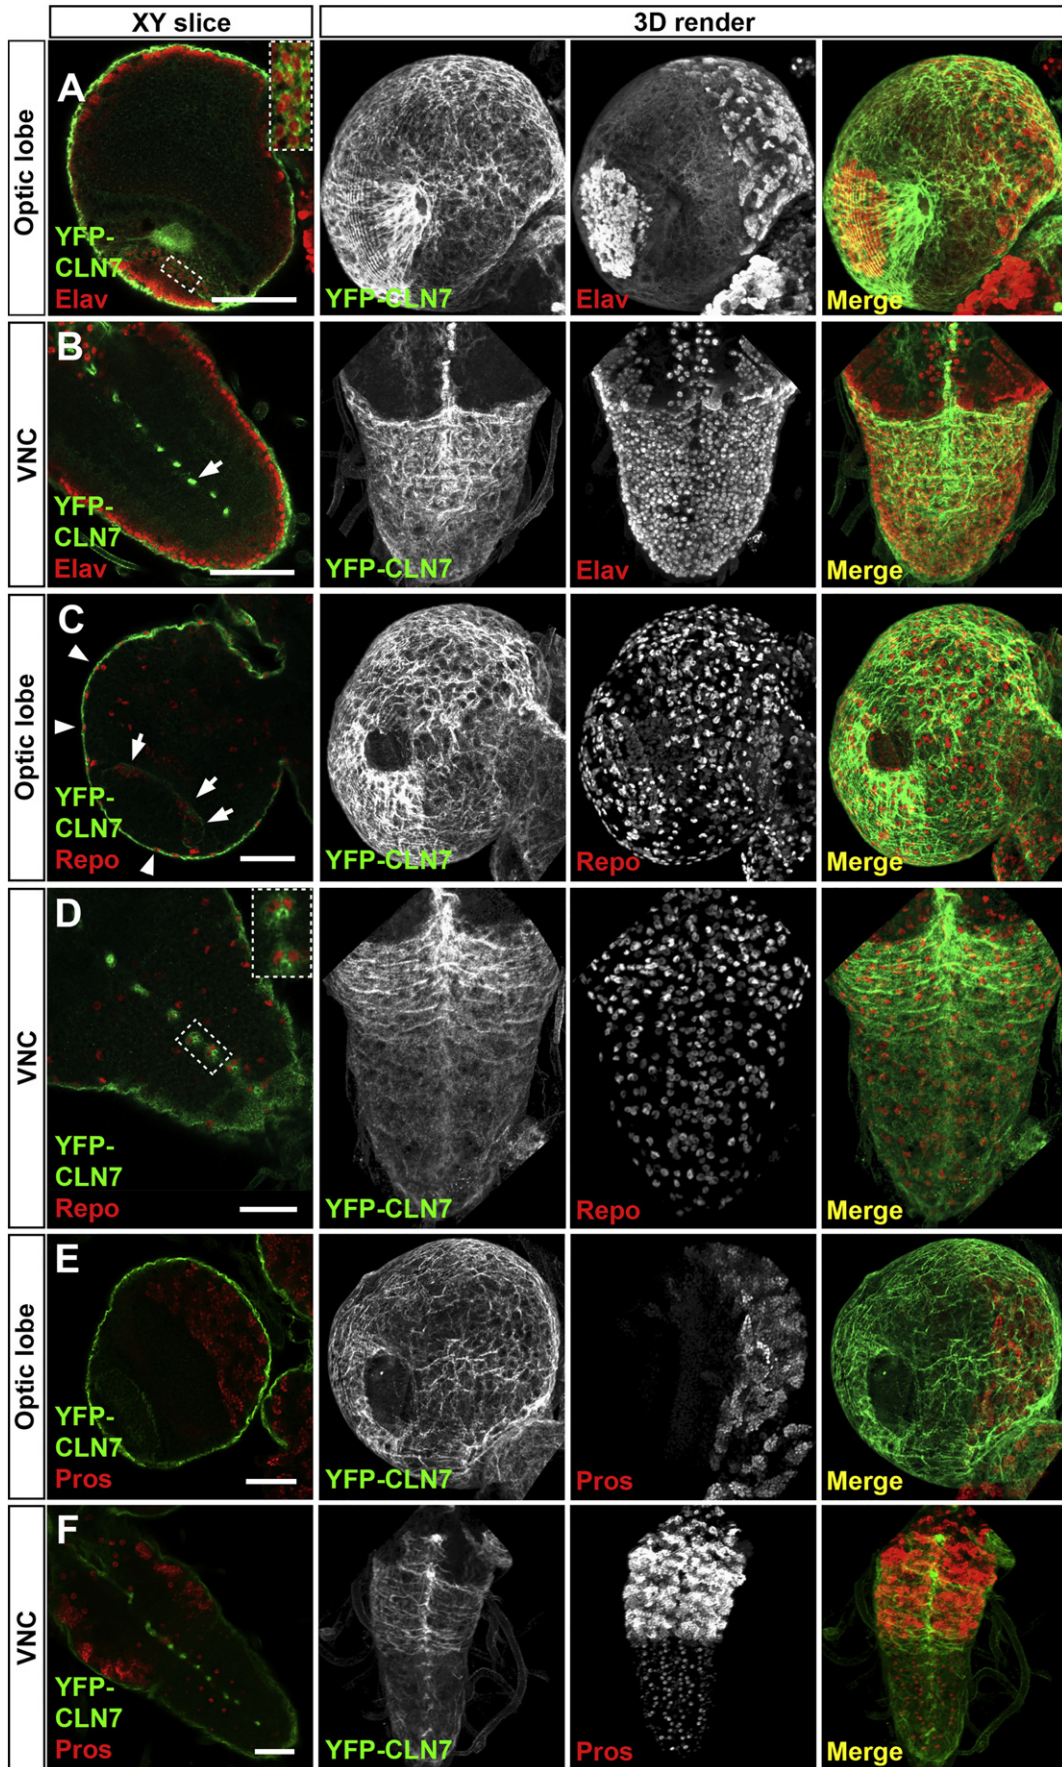 XY slice
3D render
Optic lobe
A
YFP-
CLN7
Elav
YFP-CLN7
Elav
Merge
VNC
B
YFP-
CLN7
Elav
YFP-CLN7
Elav
Merge
Optic lobe
C
YFP-
CLN7
Repo
YFP-CLN7
Repo
Merge
VNC
D
YFP-
CLN7
Repo
YFP-CLN7
Repo
Merge
Optic lobe
E
YFP-
CLN7
Pros
YFP-CLN7
Pros
Merge
VNC
F
YFP-
CLN7
Pros
YFP-CLN7
Pros
Merge